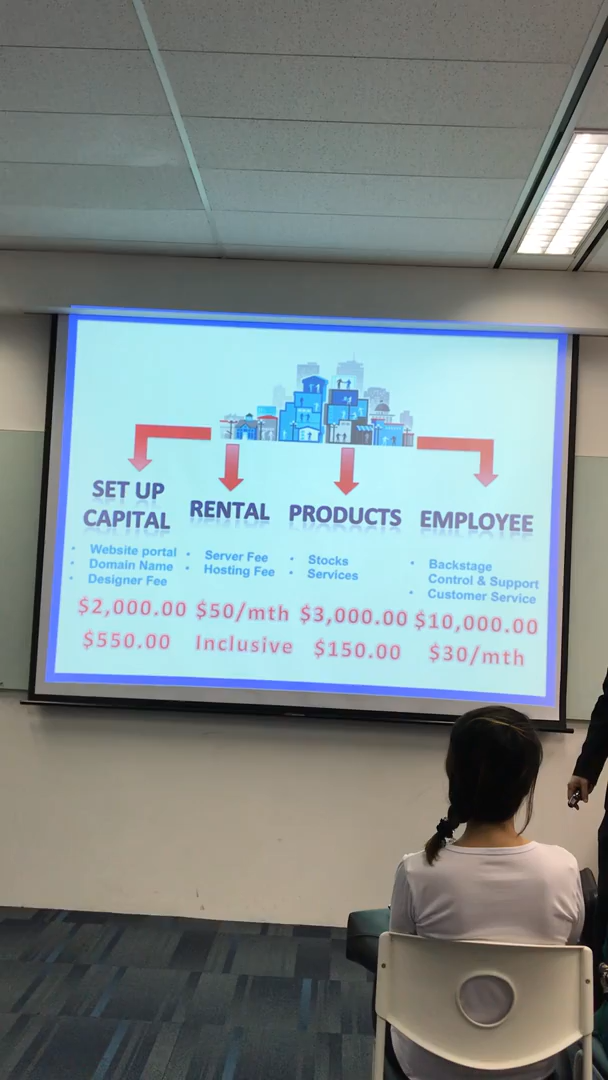 SET UP
CAPITAL
RENTAL
PRODUCTS
EMPLOYEE
• Website portal
• Domain Name
• Designer Fee
• Server Fee
• Hosting Fee
• Stocks
• Services
• Backstage
Control & Support
• Customer Service
$2,000.00 $50/mth $3,000.00 $10,000.00
$550.00 Inclusive $150.00 $30/mth